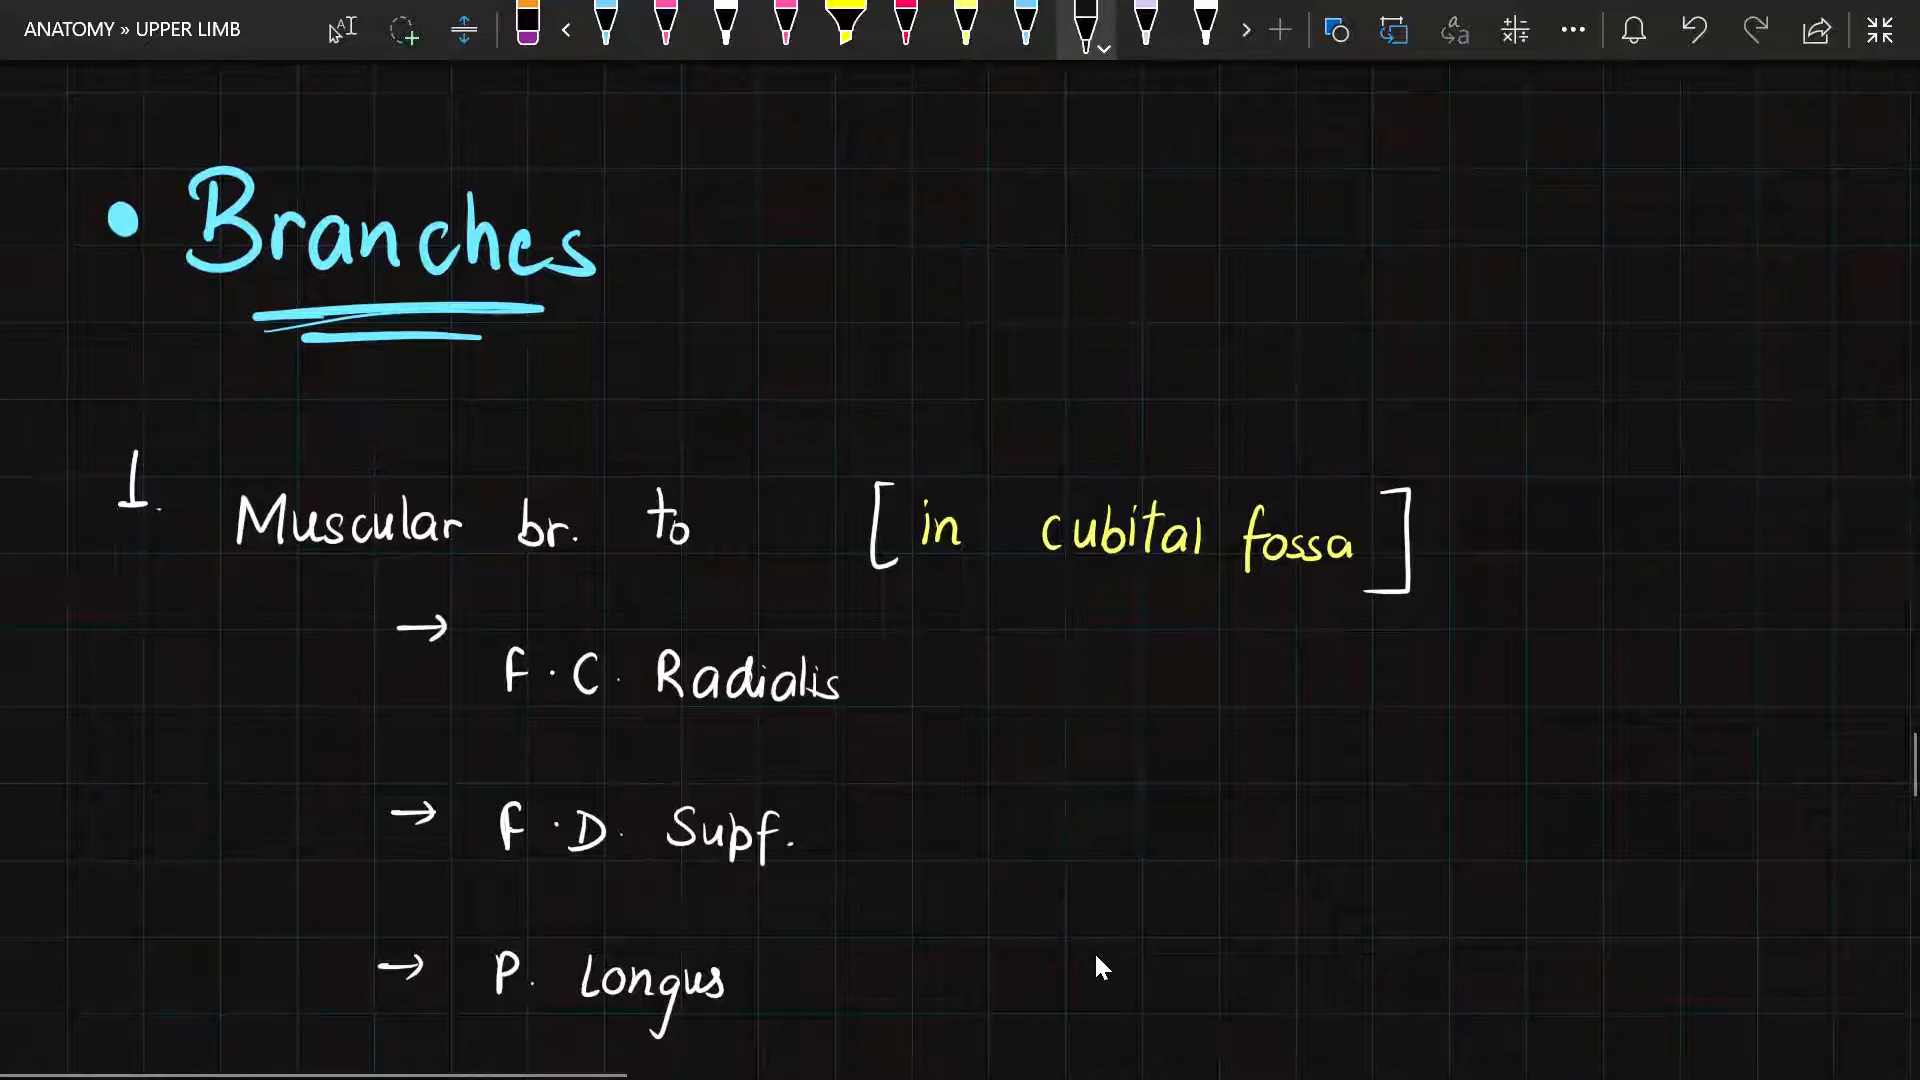 ANATOMY » UPPER LIMB
• Branches
1. Muscular br. to [in cubital fossa]
→ F.C. Radialis
→ F.D. Supf.
→ P. Longus